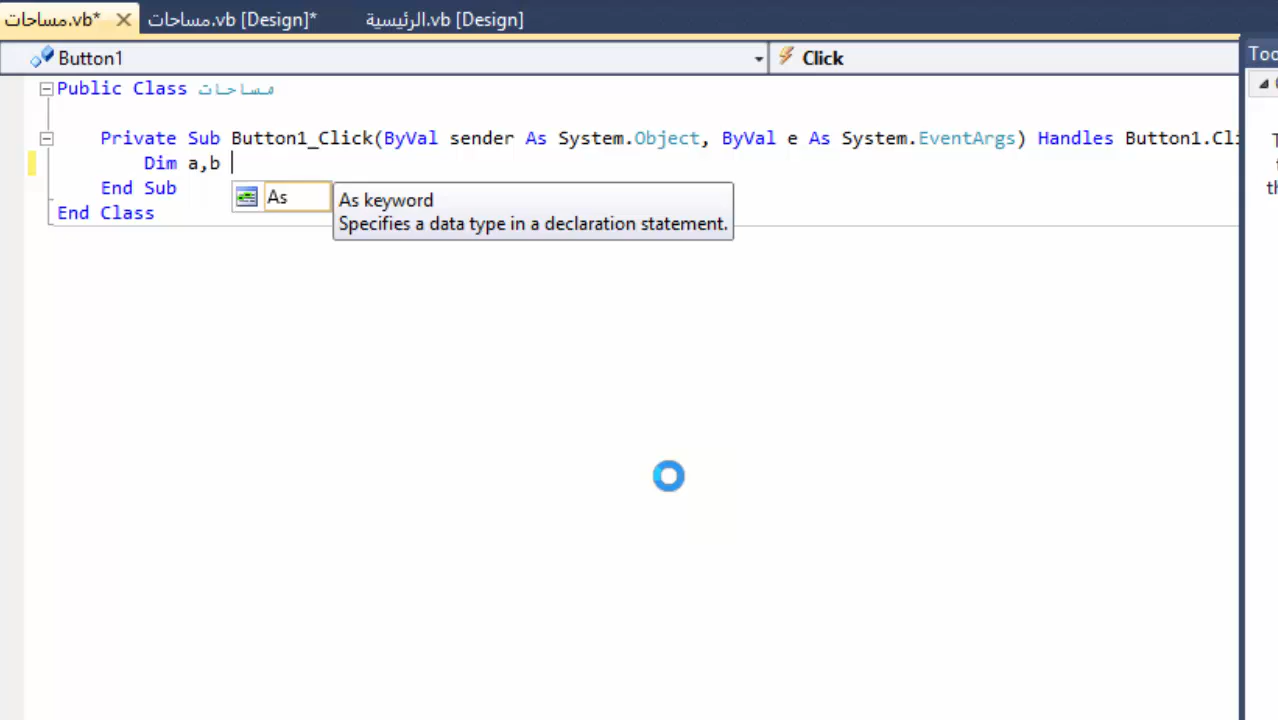 مساحات.vb* مساحات.vb [Design]* الرئيسية.vb [Design]
Button1 Click
Public Class مساحات
Private Sub Button1_Click(ByVal sender As System.Object, ByVal e As System.EventArgs) Handles Button1.Cli
Dim a,b
End Sub
End Class
As
As keyword
Specifies a data type in a declaration statement.